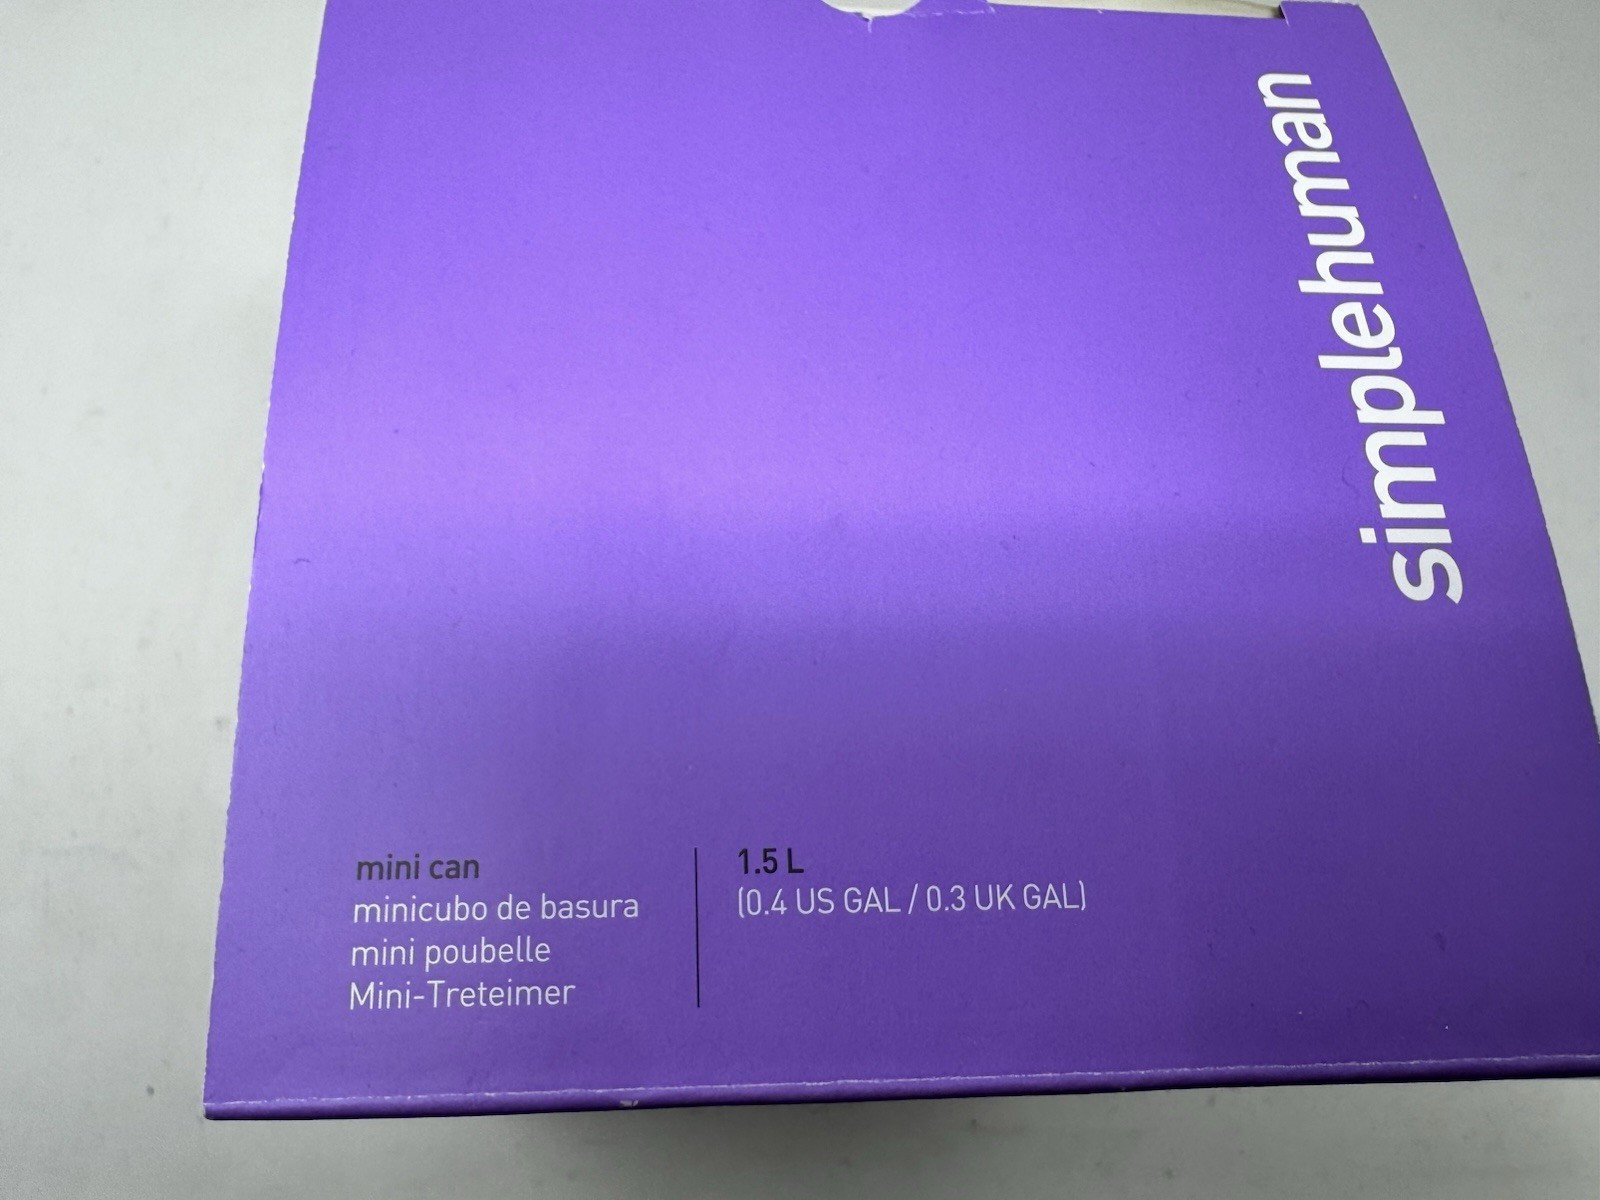 simplehuman
mini can
minicubo de basura
mini poubelle
Mini-Treteimer
1.5 L
(0.4 US GAL / 0.3 UK GAL)